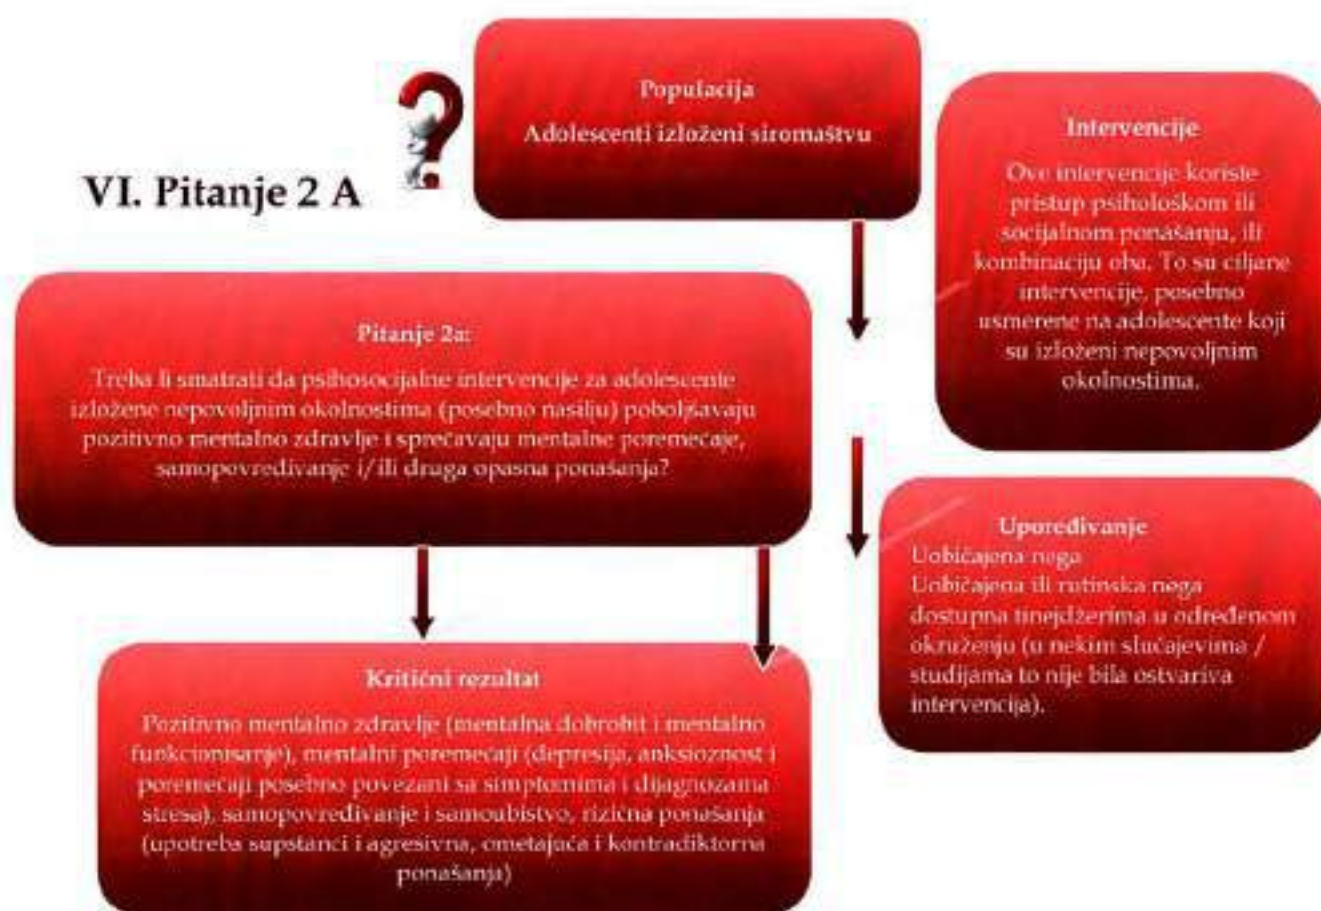 Populacija
Adolescenti izloženi siromaštvu
VI. Pitanje 2 A
Intervencije
Ove intervencije koriste
pristup psihološkom ili
socijalnom ponašanju, ili
kombinaciju oba. To su ciljane
intervencije, posebno
usmerene na adolescente koji
su izloženi nepovoljnim
okolnostima.
Pitanje 2a:
Treba li smatrati da psihosocijalne intervencije za adolescente
izložene nepovoljnim okolnostima (posebno nasilju) poboljšavaju
pozitivno mentalno zdravlje i sprečavaju mentalne poremećaje,
samopovređivanje i/ili druga opasna ponašanja?
Upoređivanje
Uobičajena nega
Uobičajena ili rutinska nega
dostupna tinejdžerima u određenom
okruženju (u nekim slučajevima /
studijama to nije bila ostvariva
intervencija).
Kritični rezultat
Pozitivno mentalno zdravlje (mentalna dobrobit i mentalno
funkcionisanje), mentalni poremećaji (depresija, anksioznost i
poremećaji posebno povezani sa simptomima i dijagnozama
stresa), samopovređivanje i samoubistvo, rizična ponašanja
(upotreba supstanci i agresivna, ometajuća i kontradiktorna
ponašanja)